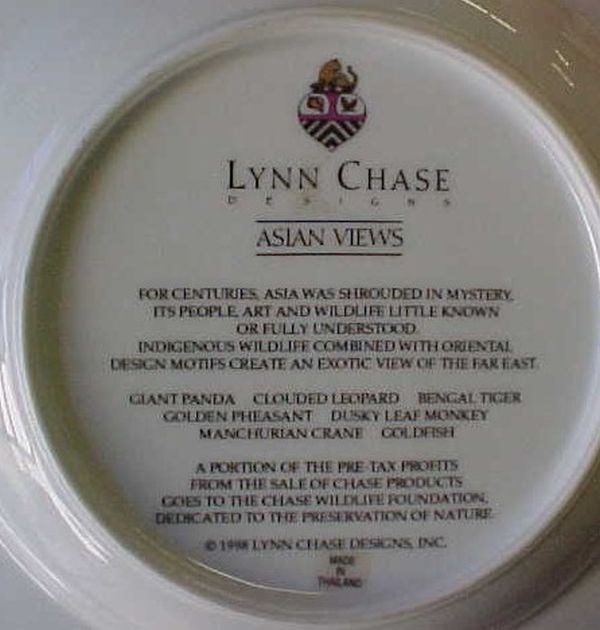 LYNN CHASE
DESIGNS
ASIAN VIEWS
FOR CENTURIES, ASIA WAS SHROUDED IN MYSTERY,
ITS PEOPLE, ART AND WILDLIFE LITTLE KNOWN
OR FULLY UNDERSTOOD.
INDIGENOUS WILDLIFE COMBINED WITH ORIENTAL
DESIGN MOTIFS CREATE AN EXOTIC VIEW OF THE FAR EAST.
GIANT PANDA CLOUDED LEOPARD BENGAL TIGER
GOLDEN PHEASANT DUSKY LEAF MONKEY
MANCHURIAN CRANE GOLDFISH
A PORTION OF THE PRE-TAX PROFITS
FROM THE SALE OF CHASE PRODUCTS
GOES TO THE CHASE WILDLIFE FOUNDATION,
DEDICATED TO THE PRESERVATION OF NATURE.
© 1998 LYNN CHASE DESIGNS, INC.
MADE
IN
THAILAND